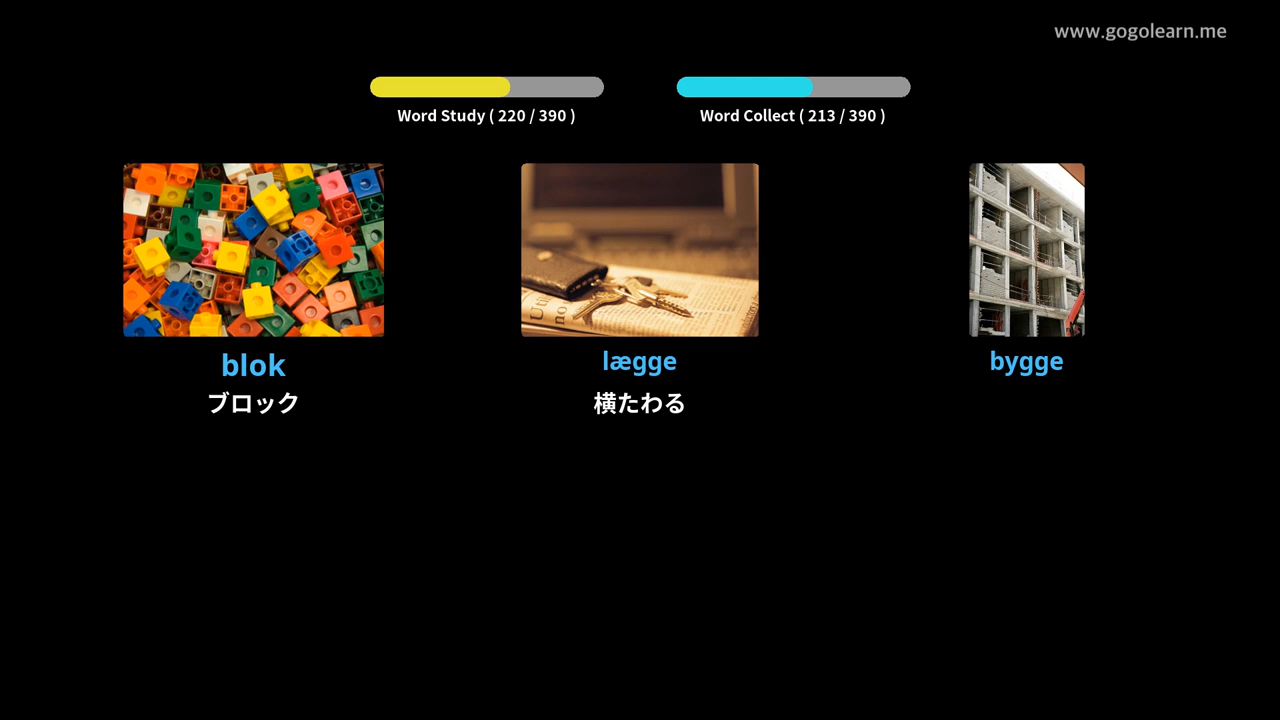 www.gogolearn.me
Word Study ( 220 / 390 )
Word Collect ( 213 / 390 )
blok
ブロック
lægge
横たわる
bygge